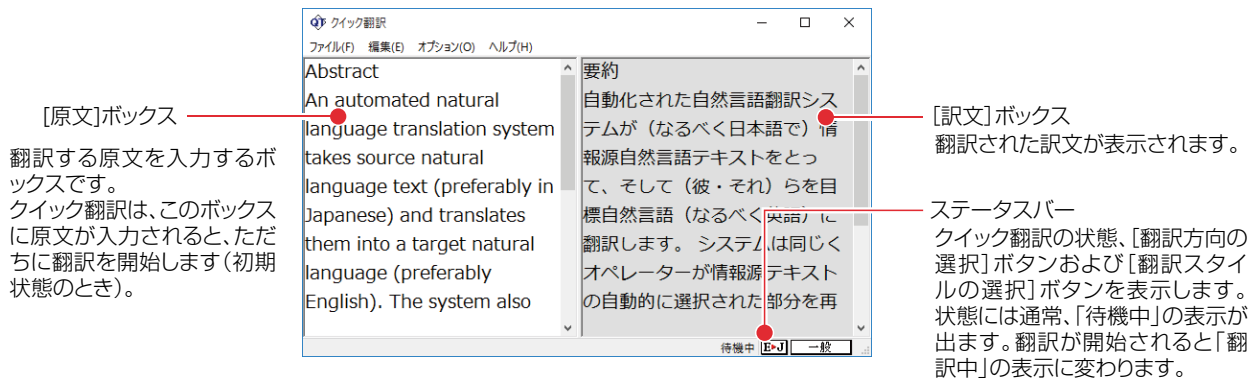 クイック翻訳
ファイル(F) 編集(E) オプション(O) ヘルプ(H)
[原文]ボックス
翻訳する原文を入力するボ
ックスです。
クイック翻訳は、このボックス
に原文が入力されると、ただ
ちに翻訳を開始します（初期
状態のとき）。
Abstract
An automated natural
language translation system
takes source natural
language text (preferably in
Japanese) and translates
them into a target natural
language (preferably
English). The system also
要約
自動化された自然言語翻訳シス
テムが（なるべく日本語で）情
報源自然言語テキストをとっ
て、そして（彼・それ）らを目
標自然言語（なるべく英語）に
翻訳します。 システムは同じく
オペレーターが情報源テキスト
の自動的に選択された部分を再
待機中 E▶J 一般
[訳文]ボックス
翻訳された訳文が表示されます。
ステータスバー
クイック翻訳の状態、[翻訳方向の
選択]ボタンおよび[翻訳スタイ
ルの選択]ボタンを表示します。
状態には通常、「待機中」の表示が
出ます。翻訳が開始されると「翻
訳中」の表示に変わります。